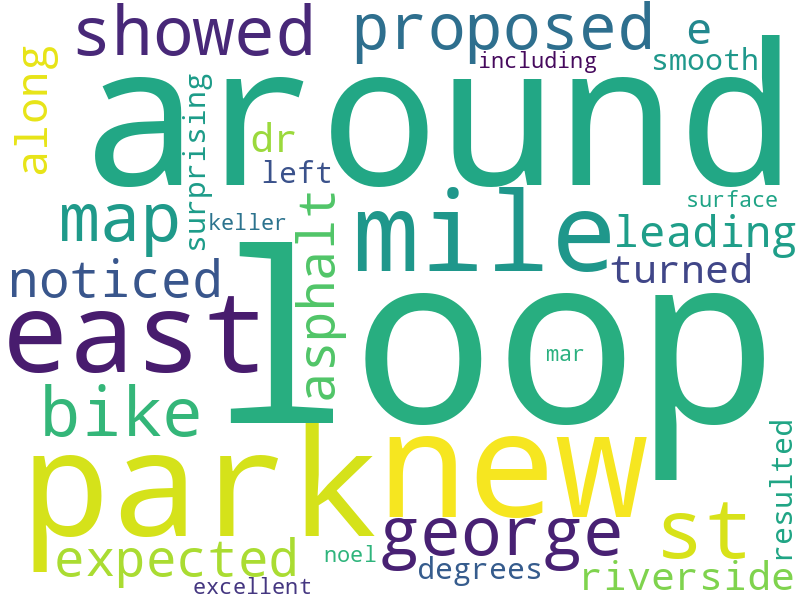 showed
proposed
e
including
smooth
along
around
surprising
dr
left
map
keller
asphalt
mile
surface
leading
noticed
turned
east
loop
mar
bike
park
new
george
st
resulted
expected
noel
degrees
riverside
excellent